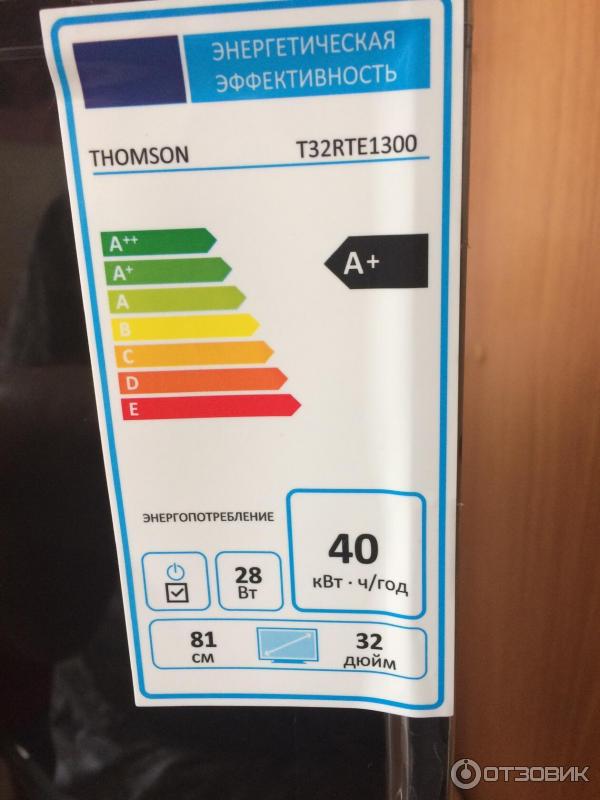 ЭНЕРГЕТИЧЕСКАЯ
ЭФФЕКТИВНОСТЬ
THOMSON T32RTE1300
A++
A+
A+
A
B
C
D
E
ЭНЕРГОПОТРЕБЛЕНИЕ
40
кВт · ч/год
28
Вт
81
см
32
дюйм
ОТЗОВИК